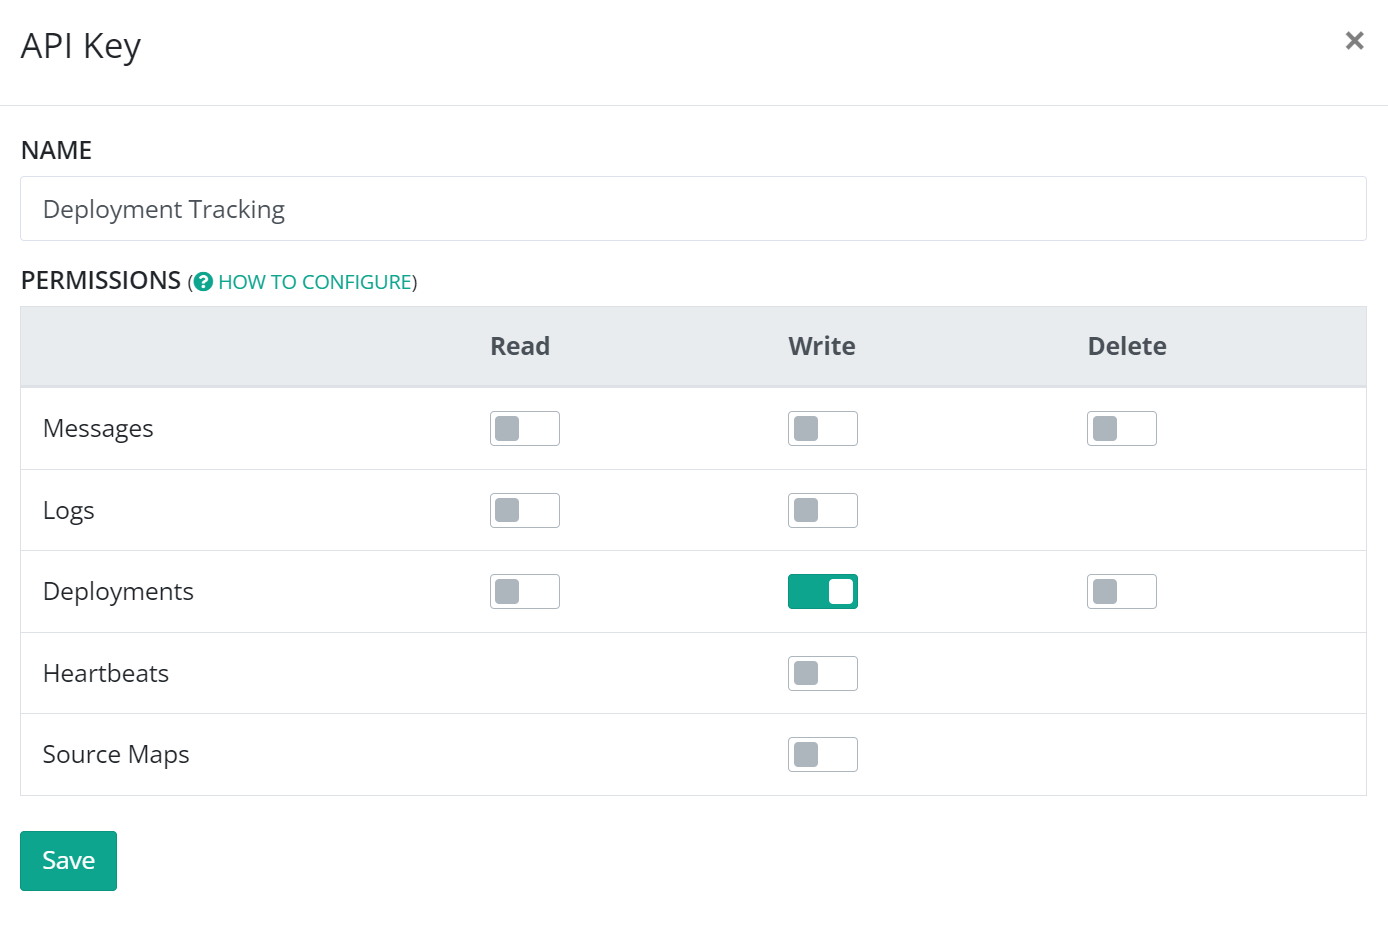 API Key
×
NAME
Deployment Tracking
PERMISSIONS (? HOW TO CONFIGURE)
Read Write Delete
Messages
Logs
Deployments
Heartbeats
Source Maps
Save